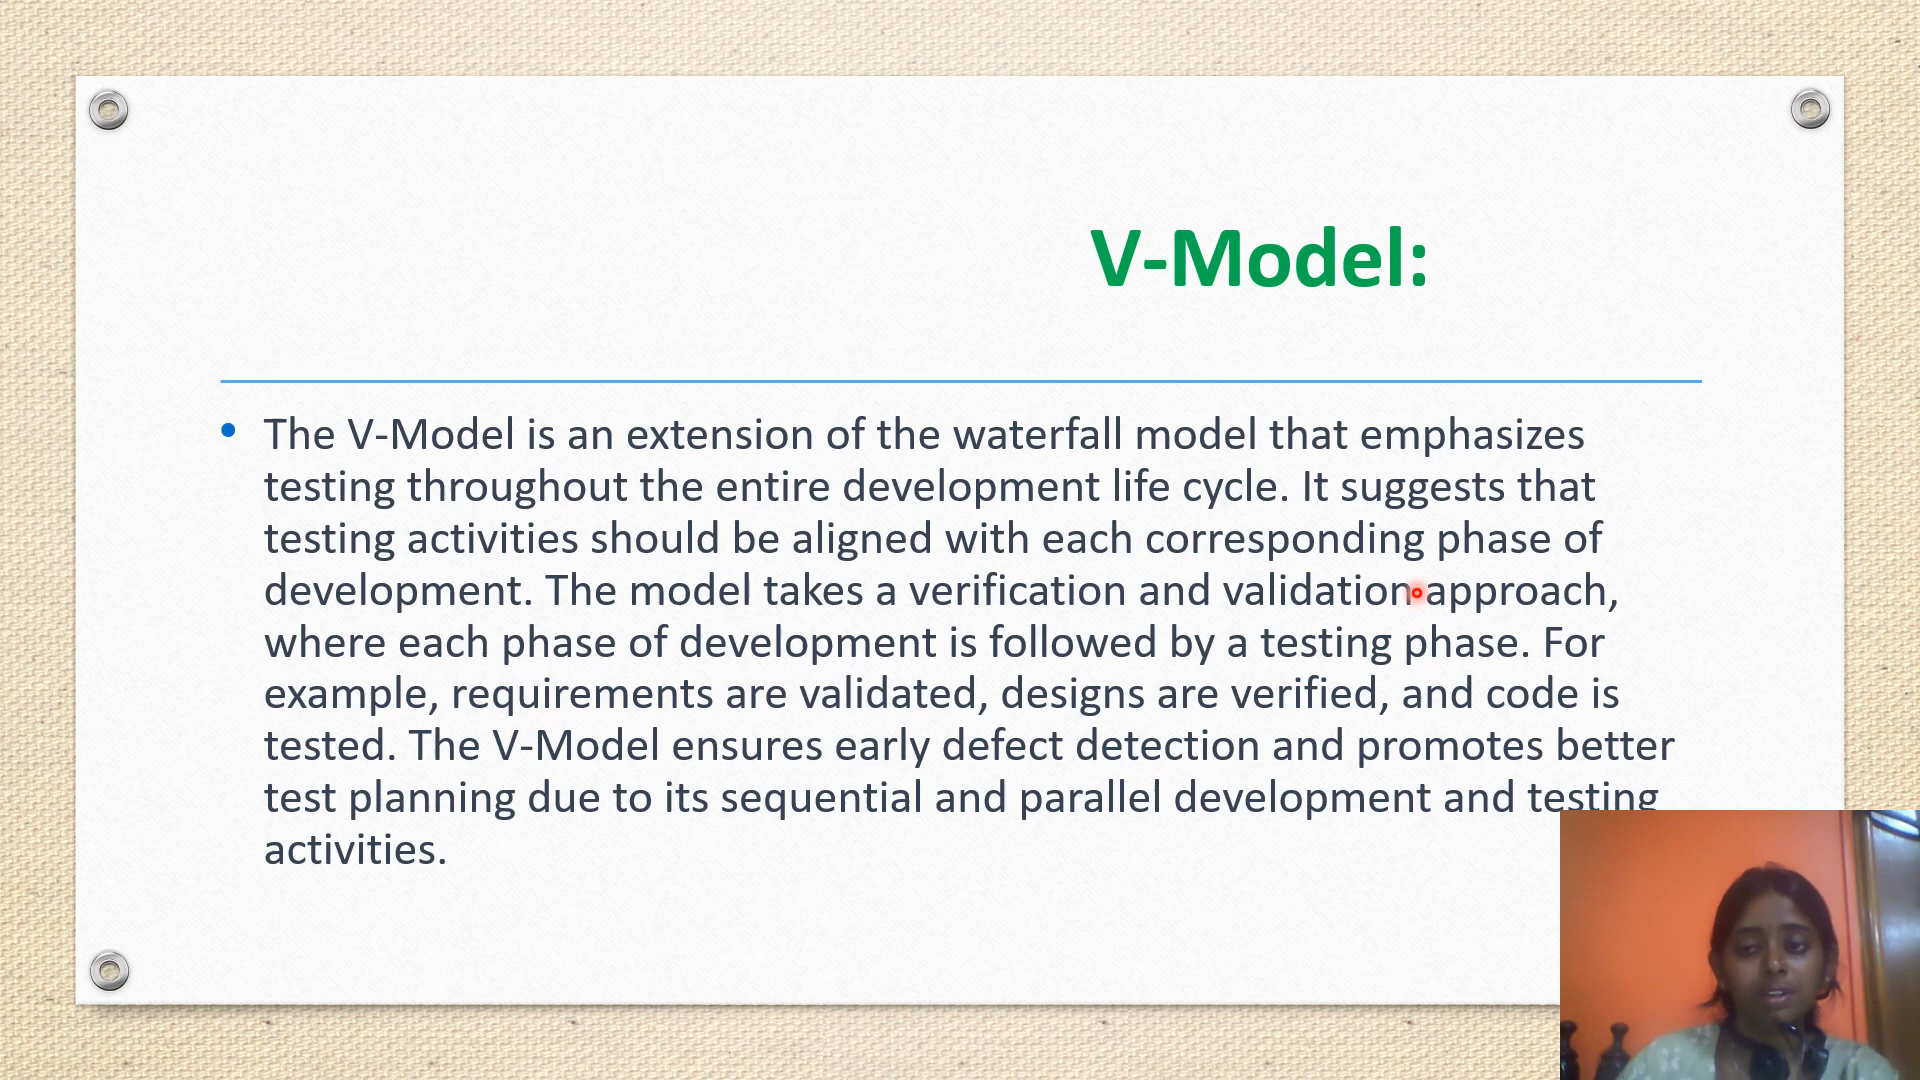 V-Model:
• The V-Model is an extension of the waterfall model that emphasizes
testing throughout the entire development life cycle. It suggests that
testing activities should be aligned with each corresponding phase of
development. The model takes a verification and validation approach,
where each phase of development is followed by a testing phase. For
example, requirements are validated, designs are verified, and code is
tested. The V-Model ensures early defect detection and promotes better
test planning due to its sequential and parallel development and testing
activities.